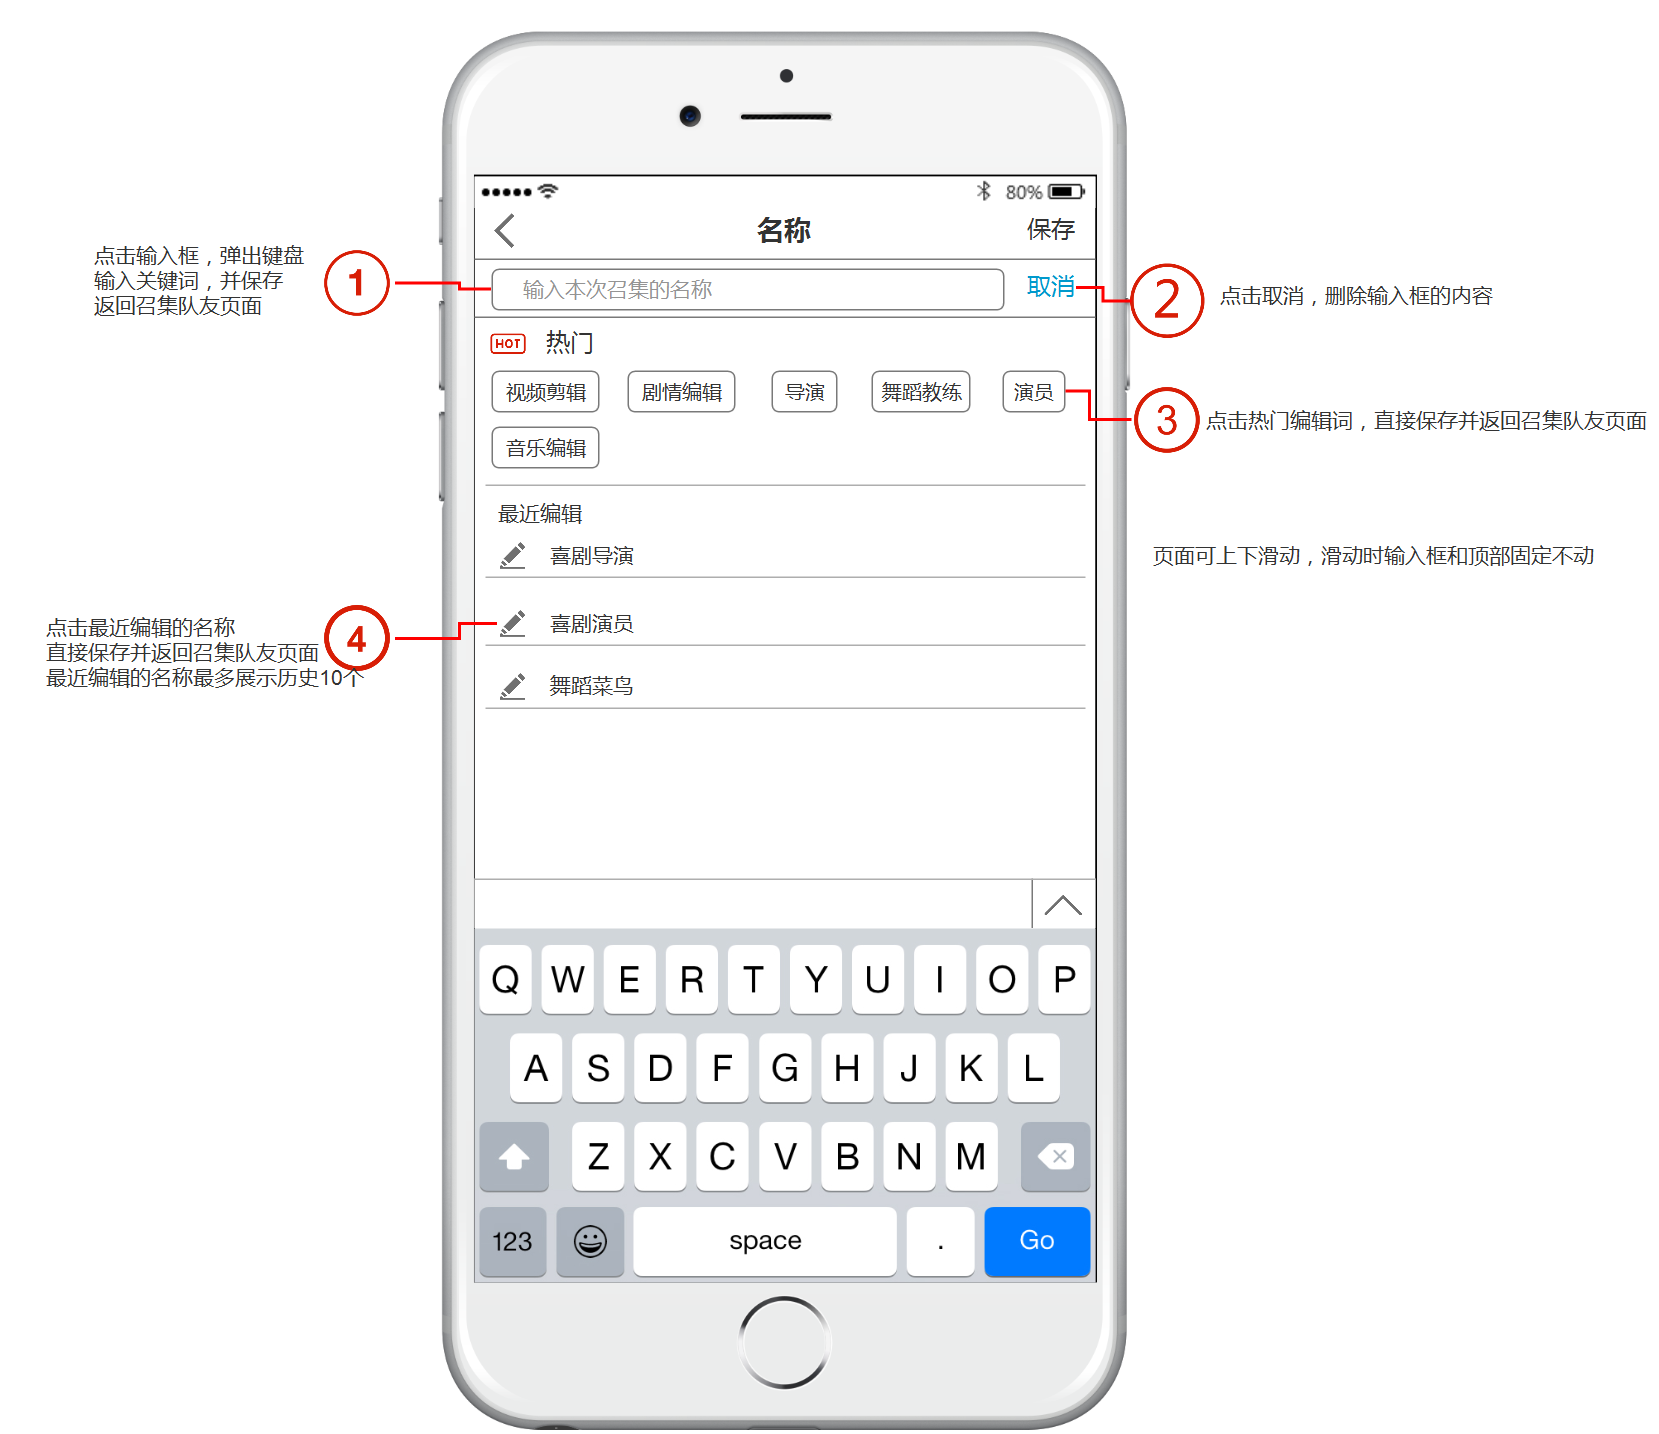 80%
名称
保存
点击输入框，弹出键盘
输入关键词，并保存
返回召集队友页面
1
输入本次召集的名称
取消
2
点击取消，删除输入框的内容
HOT 热门
视频剪辑 剧情编辑 导演 舞蹈教练 演员
音乐编辑
3
点击热门编辑词，直接保存并返回召集队友页面
最近编辑
喜剧导演
喜剧演员
舞蹈菜鸟
页面可上下滑动，滑动时输入框和顶部固定不动
点击最近编辑的名称
直接保存并返回召集队友页面
最近编辑的名称最多展示历史10个
4
Q W E R T Y U I O P
A S D F G H J K L
Z X C V B N M
123 space . Go